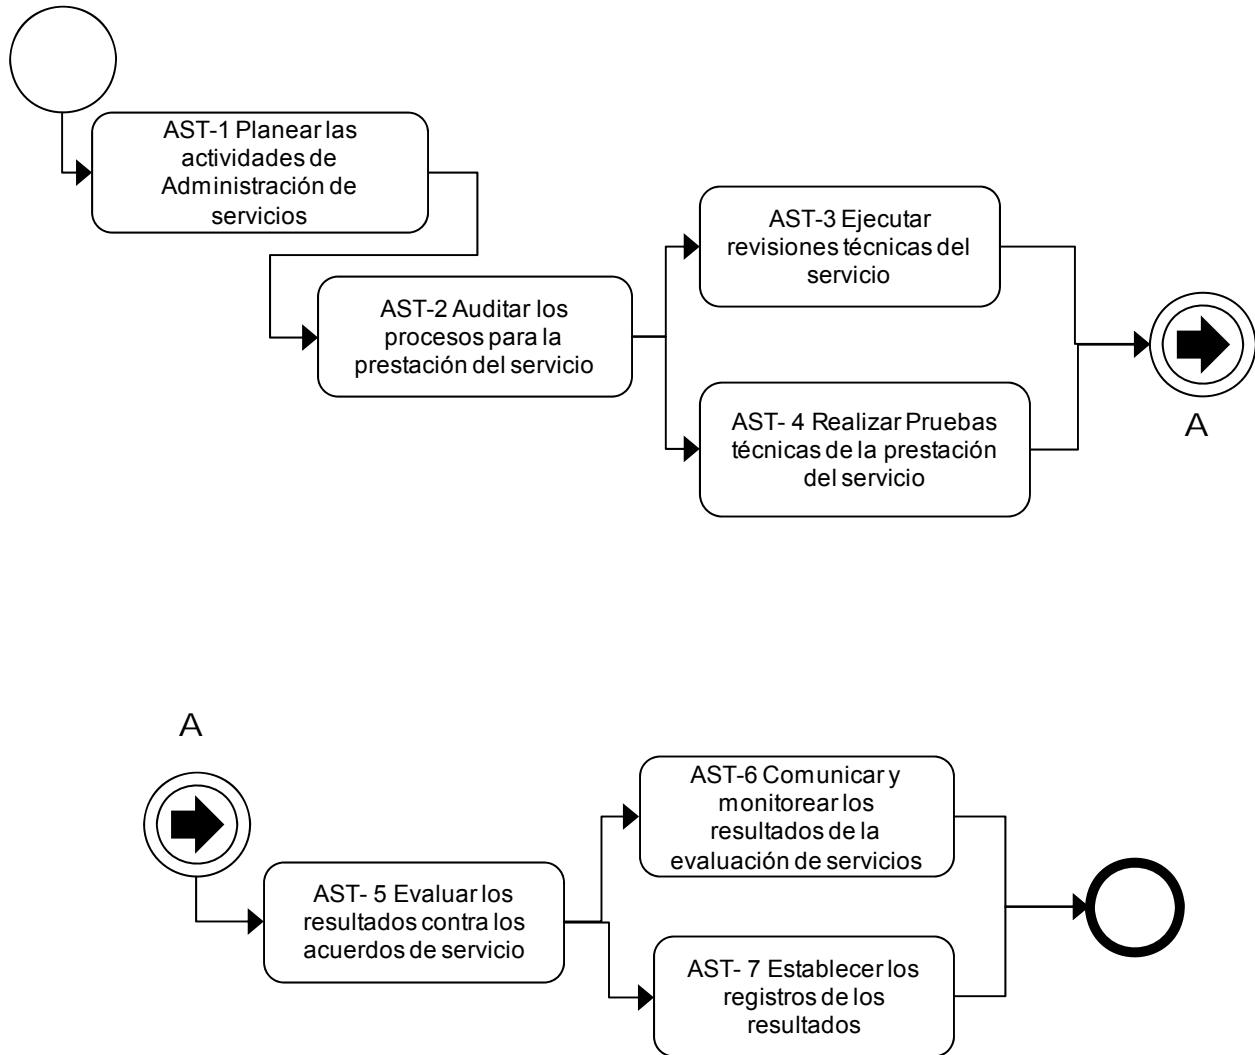 AST-1 Planear las
actividades de
Administración de
servicios
AST-2 Auditar los
procesos para la
prestación del servicio
AST-3 Ejecutar
revisiones técnicas del
servicio
AST- 4 Realizar Pruebas
técnicas de la prestación
del servicio
A
A
AST- 5 Evaluar los
resultados contra los
acuerdos de servicio
AST-6 Comunicar y
monitorear los
resultados de la
evaluación de servicios
AST- 7 Establecer los
registros de los
resultados